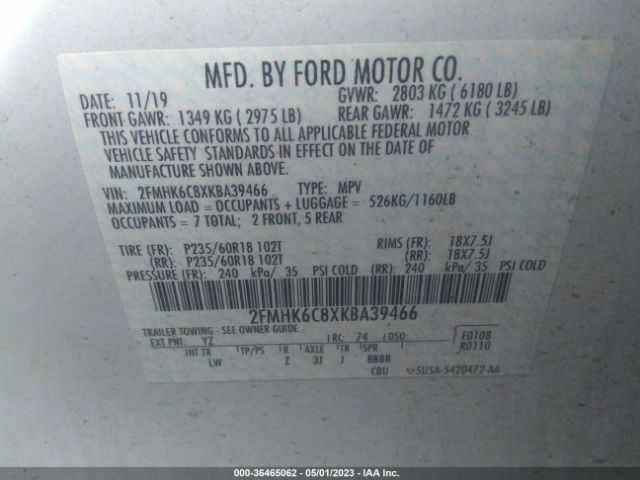 MFD. BY FORD MOTOR CO.
DATE: 11/19 GVWR: 2803 KG ( 6180 LB)
FRONT GAWR: 1349 KG ( 2975 LB) REAR GAWR: 1472 KG ( 3245 LB)
THIS VEHICLE CONFORMS TO ALL APPLICABLE FEDERAL MOTOR
VEHICLE SAFETY STANDARDS IN EFFECT ON THE DATE OF
MANUFACTURE SHOWN ABOVE.
VIN: 2FMHK6C8XKBA39466 TYPE: MPV
MAXIMUM LOAD = OCCUPANTS + LUGGAGE = 526KG/1160LB
OCCUPANTS = 7 TOTAL; 2 FRONT, 5 REAR
TIRE (FR): P235/60R18 102T RIMS (FR): 18X7.5J
(RR): P235/60R18 102T (RR): 18X7.5J
PRESSURE (FR): 240 kPa/ 35 PSI COLD (RR): 240 kPa/ 35 PSI COLD
2FMHK6C8XKBA39466
TRAILER TOWING - SEE OWNER GUIDE
EXT PNT: YZ RC: 74 DSO: F0108
INT TR TP/PS R AXLE TR SPR R0110
LW Z 3J J BBBB
CBU 5U5A-5420472-AA
000-36465062 - 05/01/2023 - IAA Inc.